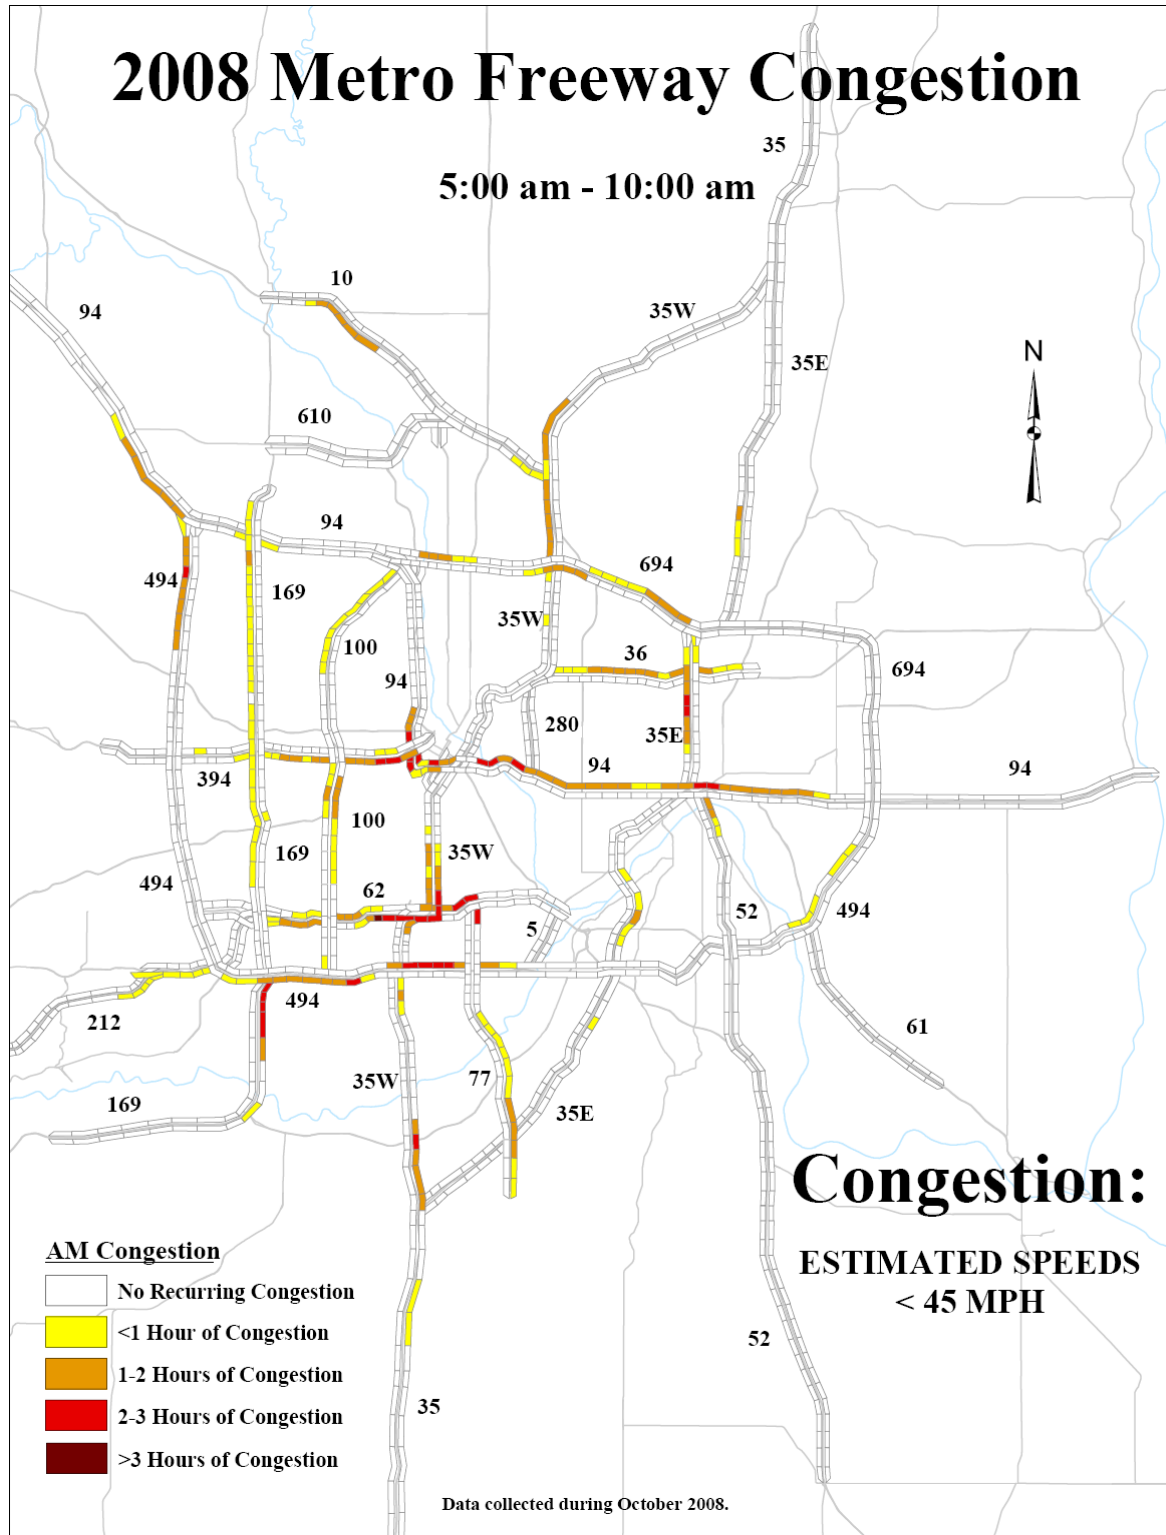 2008 Metro Freeway Congestion
35
5:00 am - 10:00 am
10
94
35W
N
35E
610
94
694
494
169
35W
100
36
694
94
280
35E
94
94
394
100
169
35W
494
62
52
494
5
494
212
61
35W
77
169
35E
Congestion:
AM Congestion
ESTIMATED SPEEDS
< 45 MPH
No Recurring Congestion
<1 Hour of Congestion
52
1-2 Hours of Congestion
35
2-3 Hours of Congestion
>3 Hours of Congestion
Data collected during October 2008.